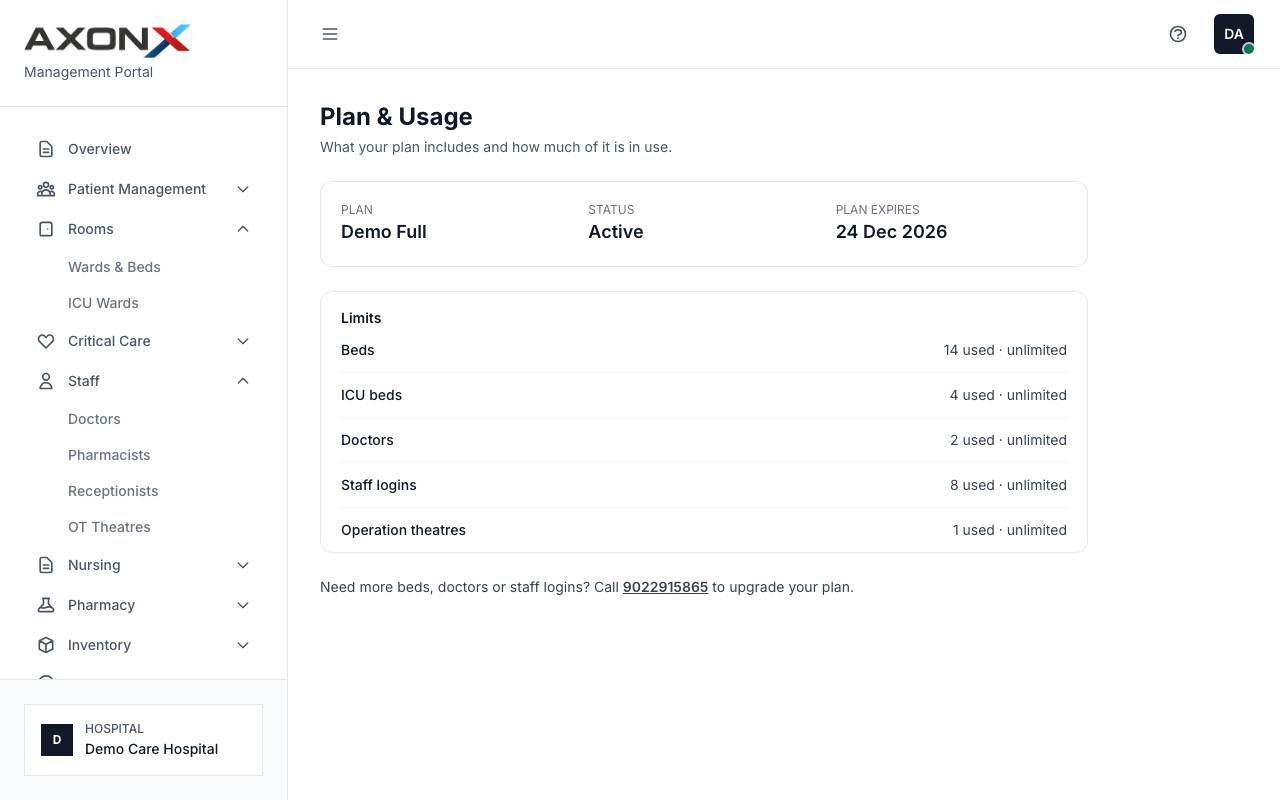 AXONX
Management Portal
Overview
Patient Management
Rooms
Wards & Beds
ICU Wards
Critical Care
Staff
Doctors
Pharmacists
Receptionists
OT Theatres
Nursing
Pharmacy
Inventory
D
HOSPITAL
Demo Care Hospital
DA
Plan & Usage
What your plan includes and how much of it is in use.
PLAN
Demo Full
STATUS
Active
PLAN EXPIRES
24 Dec 2026
Limits
Beds 14 used · unlimited
ICU beds 4 used · unlimited
Doctors 2 used · unlimited
Staff logins 8 used · unlimited
Operation theatres 1 used · unlimited
Need more beds, doctors or staff logins? Call 9022915865 to upgrade your plan.